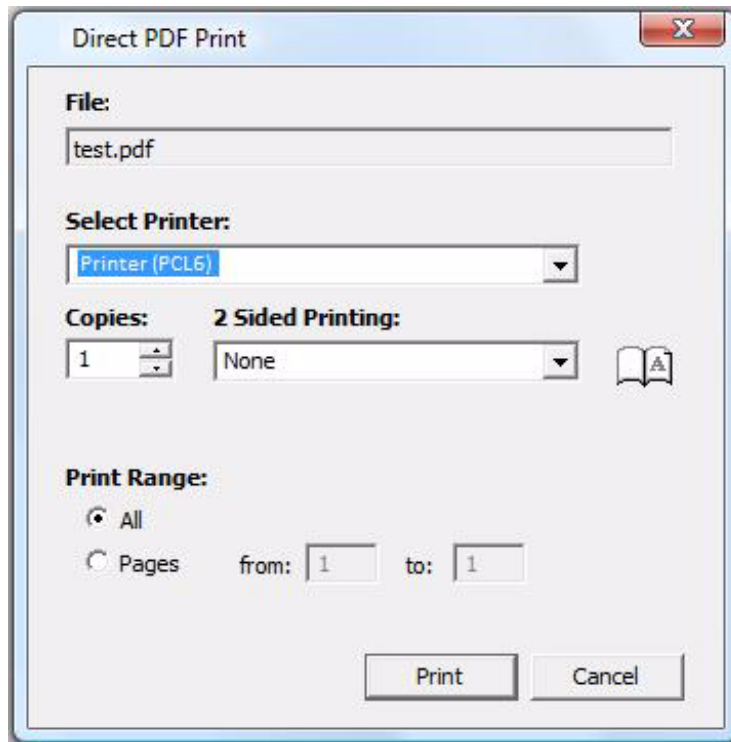 Direct PDF Print
File:
test.pdf
Select Printer:
Printer (PCL6)
Copies: 2 Sided Printing:
1 None
A
Print Range:
All
Pages from: 1 to: 1
Print Cancel